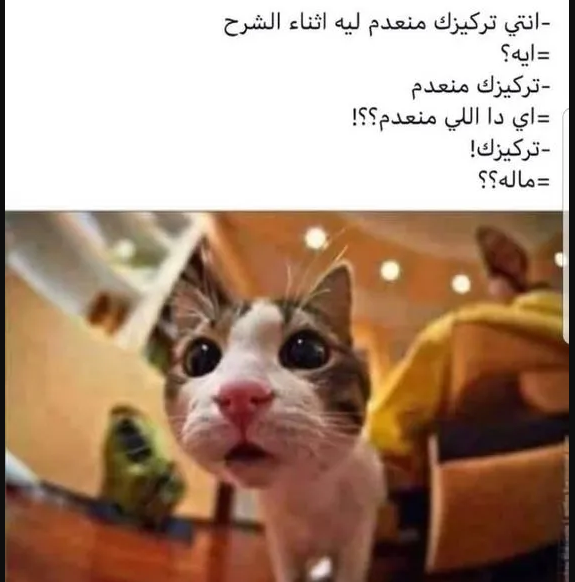 -انتي تركيزك منعدم ليه اثناء الشرح
=ايه؟
-تركيزك منعدم
=اي دا اللي منعدم؟؟!
-تركيزك!
=ماله؟؟